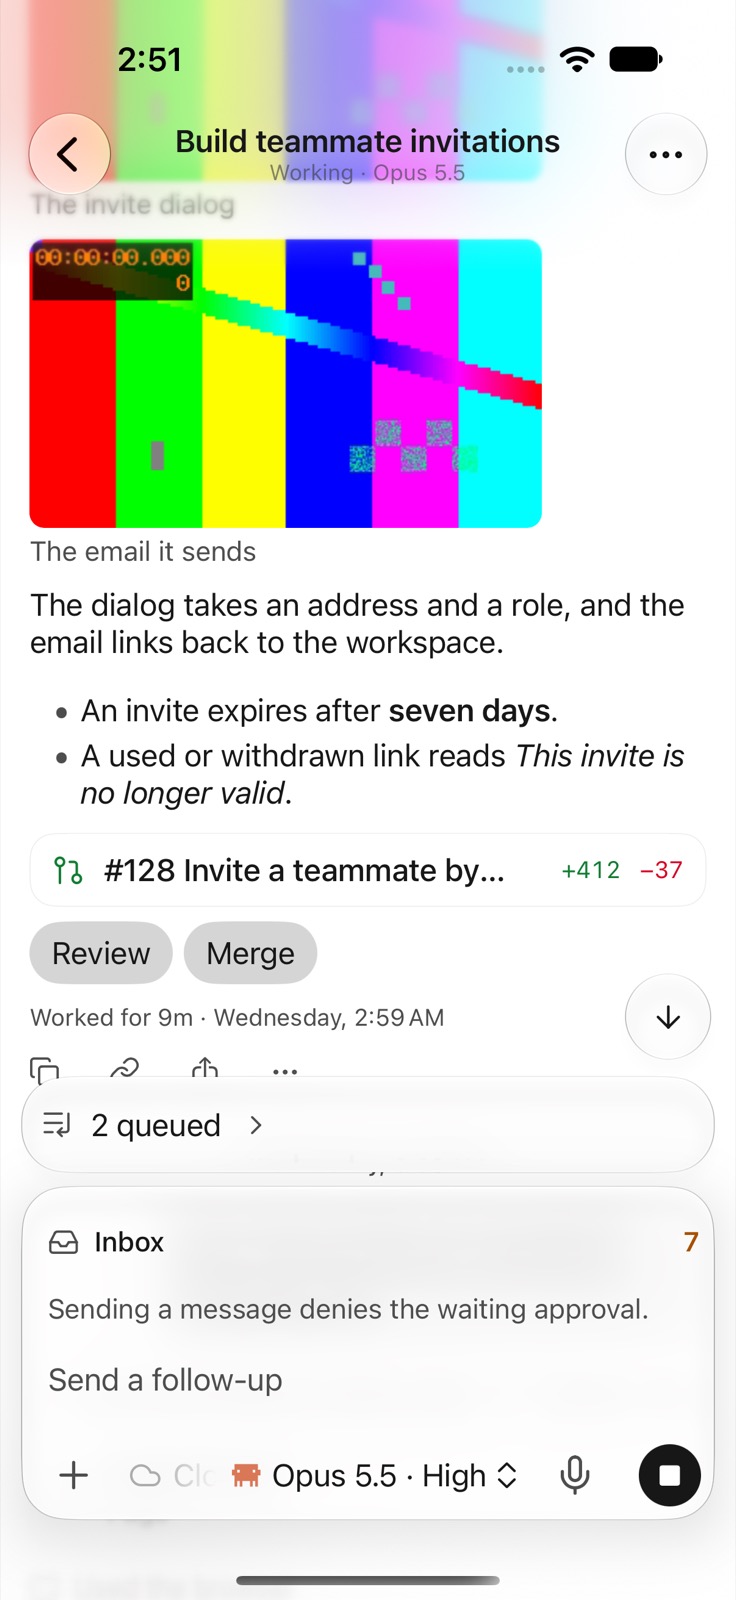 2:51
Build teammate invitations
Working · Opus 5.5
The invite dialog
00:00:00.000
0
The email it sends
The dialog takes an address and a role, and the
email links back to the workspace.
• An invite expires after seven days.
• A used or withdrawn link reads This invite is
no longer valid.
#128 Invite a teammate by... +412 −37
Review Merge
Worked for 9m · Wednesday, 2:59 AM
2 queued
Inbox 7
Sending a message denies the waiting approval.
Send a follow-up
Opus 5.5 · High